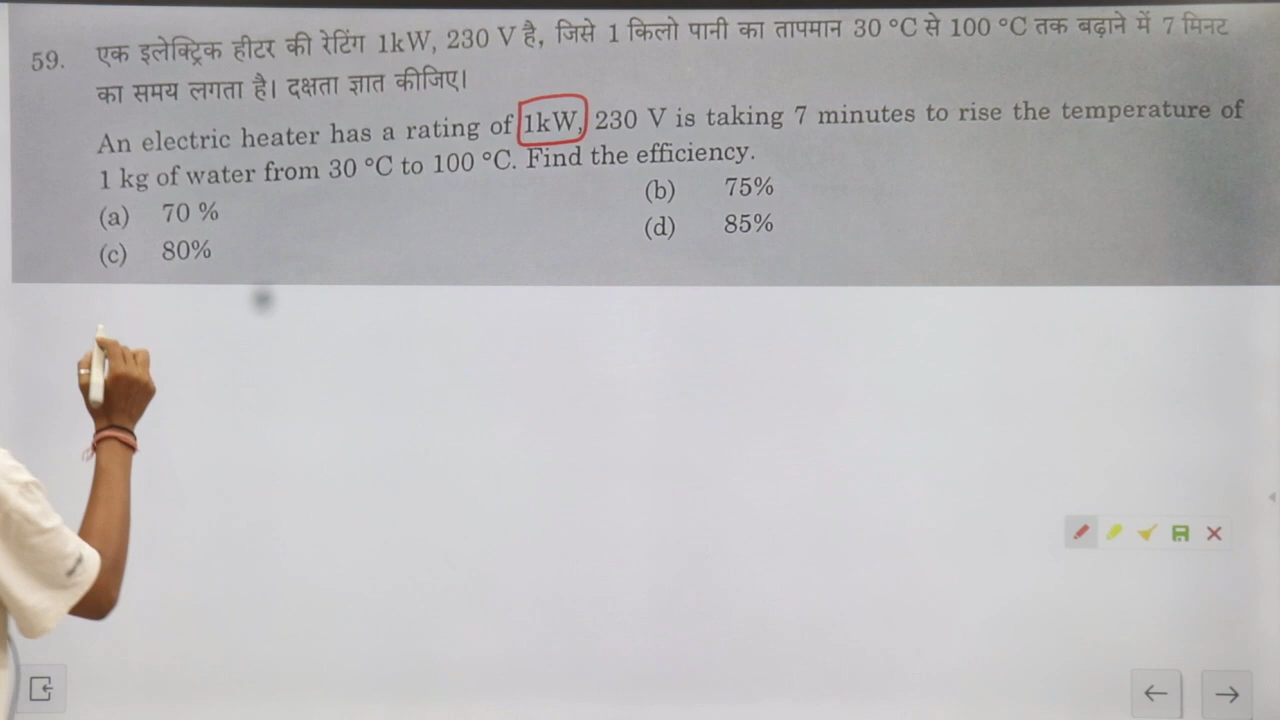 59. एक इलेक्ट्रिक हीटर की रेटिंग 1kW, 230 V है, जिसे 1 किलो पानी का तापमान 30 °C से 100 °C तक बढ़ाने में 7 मिनट
का समय लगता है। दक्षता ज्ञात कीजिए।
An electric heater has a rating of 1kW, 230 V is taking 7 minutes to rise the temperature of
1 kg of water from 30 °C to 100 °C. Find the efficiency.
(a) 70 % (b) 75%
(c) 80% (d) 85%